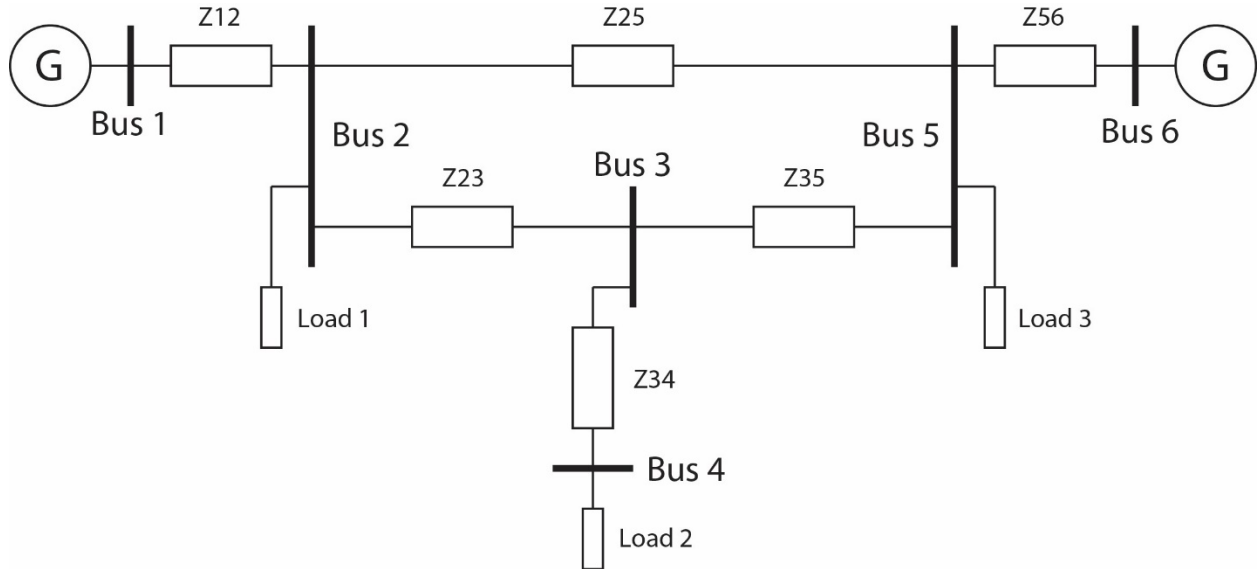 Z12
Z25
Z56
G
G
Bus 1
Bus 2
Bus 5
Bus 6
Bus 3
Z23
Z35
Load 1
Load 3
Z34
Bus 4
Load 2